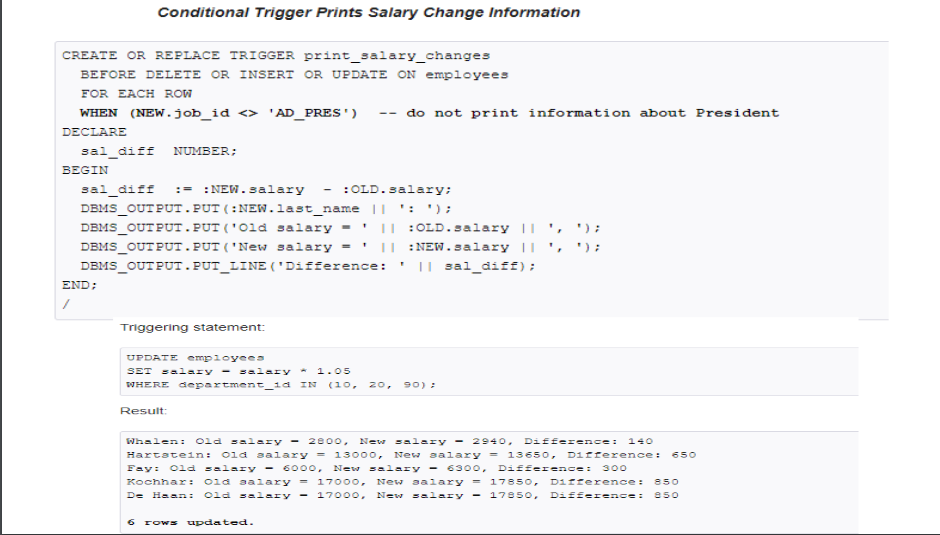 Conditional Trigger Prints Salary Change Information
CREATE OR REPLACE TRIGGER print_salary_changes
BEFORE DELETE OR INSERT OR UPDATE ON employees
FOR EACH ROW
WHEN (NEW.job_id <> 'AD_PRES')  -- do not print information about President
DECLARE
sal_diff  NUMBER;
BEGIN
sal_diff  := :NEW.salary  - :OLD.salary;
DBMS_OUTPUT.PUT(:NEW.last_name || ': ');
DBMS_OUTPUT.PUT('Old salary = ' || :OLD.salary || ', ');
DBMS_OUTPUT.PUT('New salary = ' || :NEW.salary || ', ');
DBMS_OUTPUT.PUT_LINE('Difference: ' || sal_diff);
END;
/
Triggering statement:
UPDATE employees
SET salary = salary * 1.05
WHERE department_id IN (10, 20, 90);
Result:
Whalen: Old salary = 2800, New salary = 2940, Difference: 140
Hartstein: Old salary = 13000, New salary = 13650, Difference: 650
Fay: Old salary = 6000, New salary = 6300, Difference: 300
Kochhar: Old salary = 17000, New salary = 17850, Difference: 850
De Haan: Old salary = 17000, New salary = 17850, Difference: 850
6 rows updated.